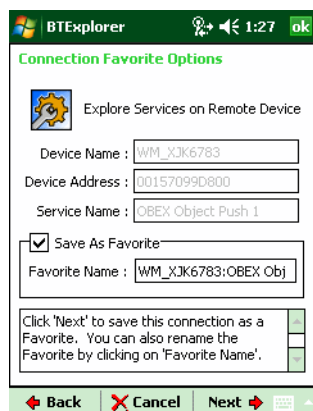 BTExplorer 1:27 ok
Connection Favorite Options
Explore Services on Remote Device
Device Name : WM_XJK6783
Device Address : 00157099D800
Service Name : OBEX Object Push 1
Save As Favorite
Favorite Name : WM_XJK6783:OBEX Obj
Click 'Next' to save this connection as a
Favorite. You can also rename the
Favorite by clicking on 'Favorite Name'.
Back Cancel Next